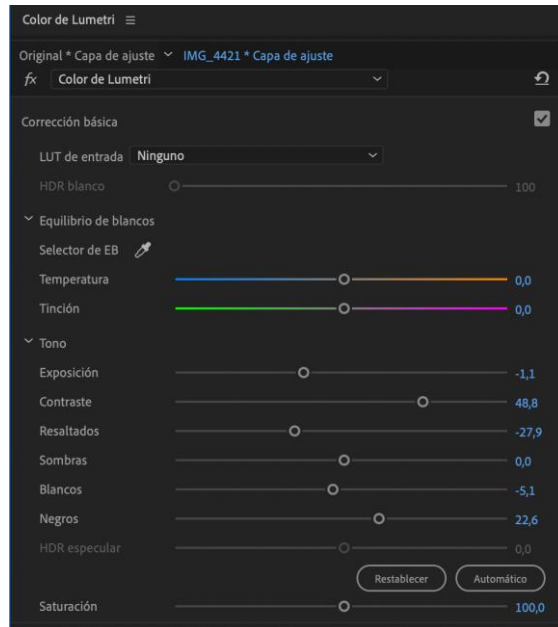 Color de Lumetri
Original * Capa de ajuste IMG_4421 * Capa de ajuste
fx Color de Lumetri
Corrección básica
LUT de entrada Ninguno
HDR blanco 100
Equilibrio de blancos
Selector de EB
Temperatura 0,0
Tinción 0,0
Tono
Exposición -1,1
Contraste 48,8
Resaltados -27,9
Sombras 0,0
Blancos -5,1
Negros 22,6
HDR especular 0,0
Restablecer Automático
Saturación 100,0